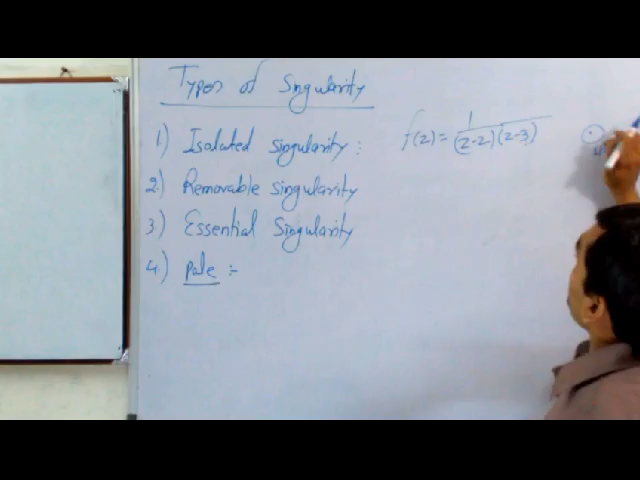 Types of Singularity
1) Isolated singularity : f(z) = 1/(z-2)(z-3)
2) Removable singularity
3) Essential Singularity
4.) Pole :-